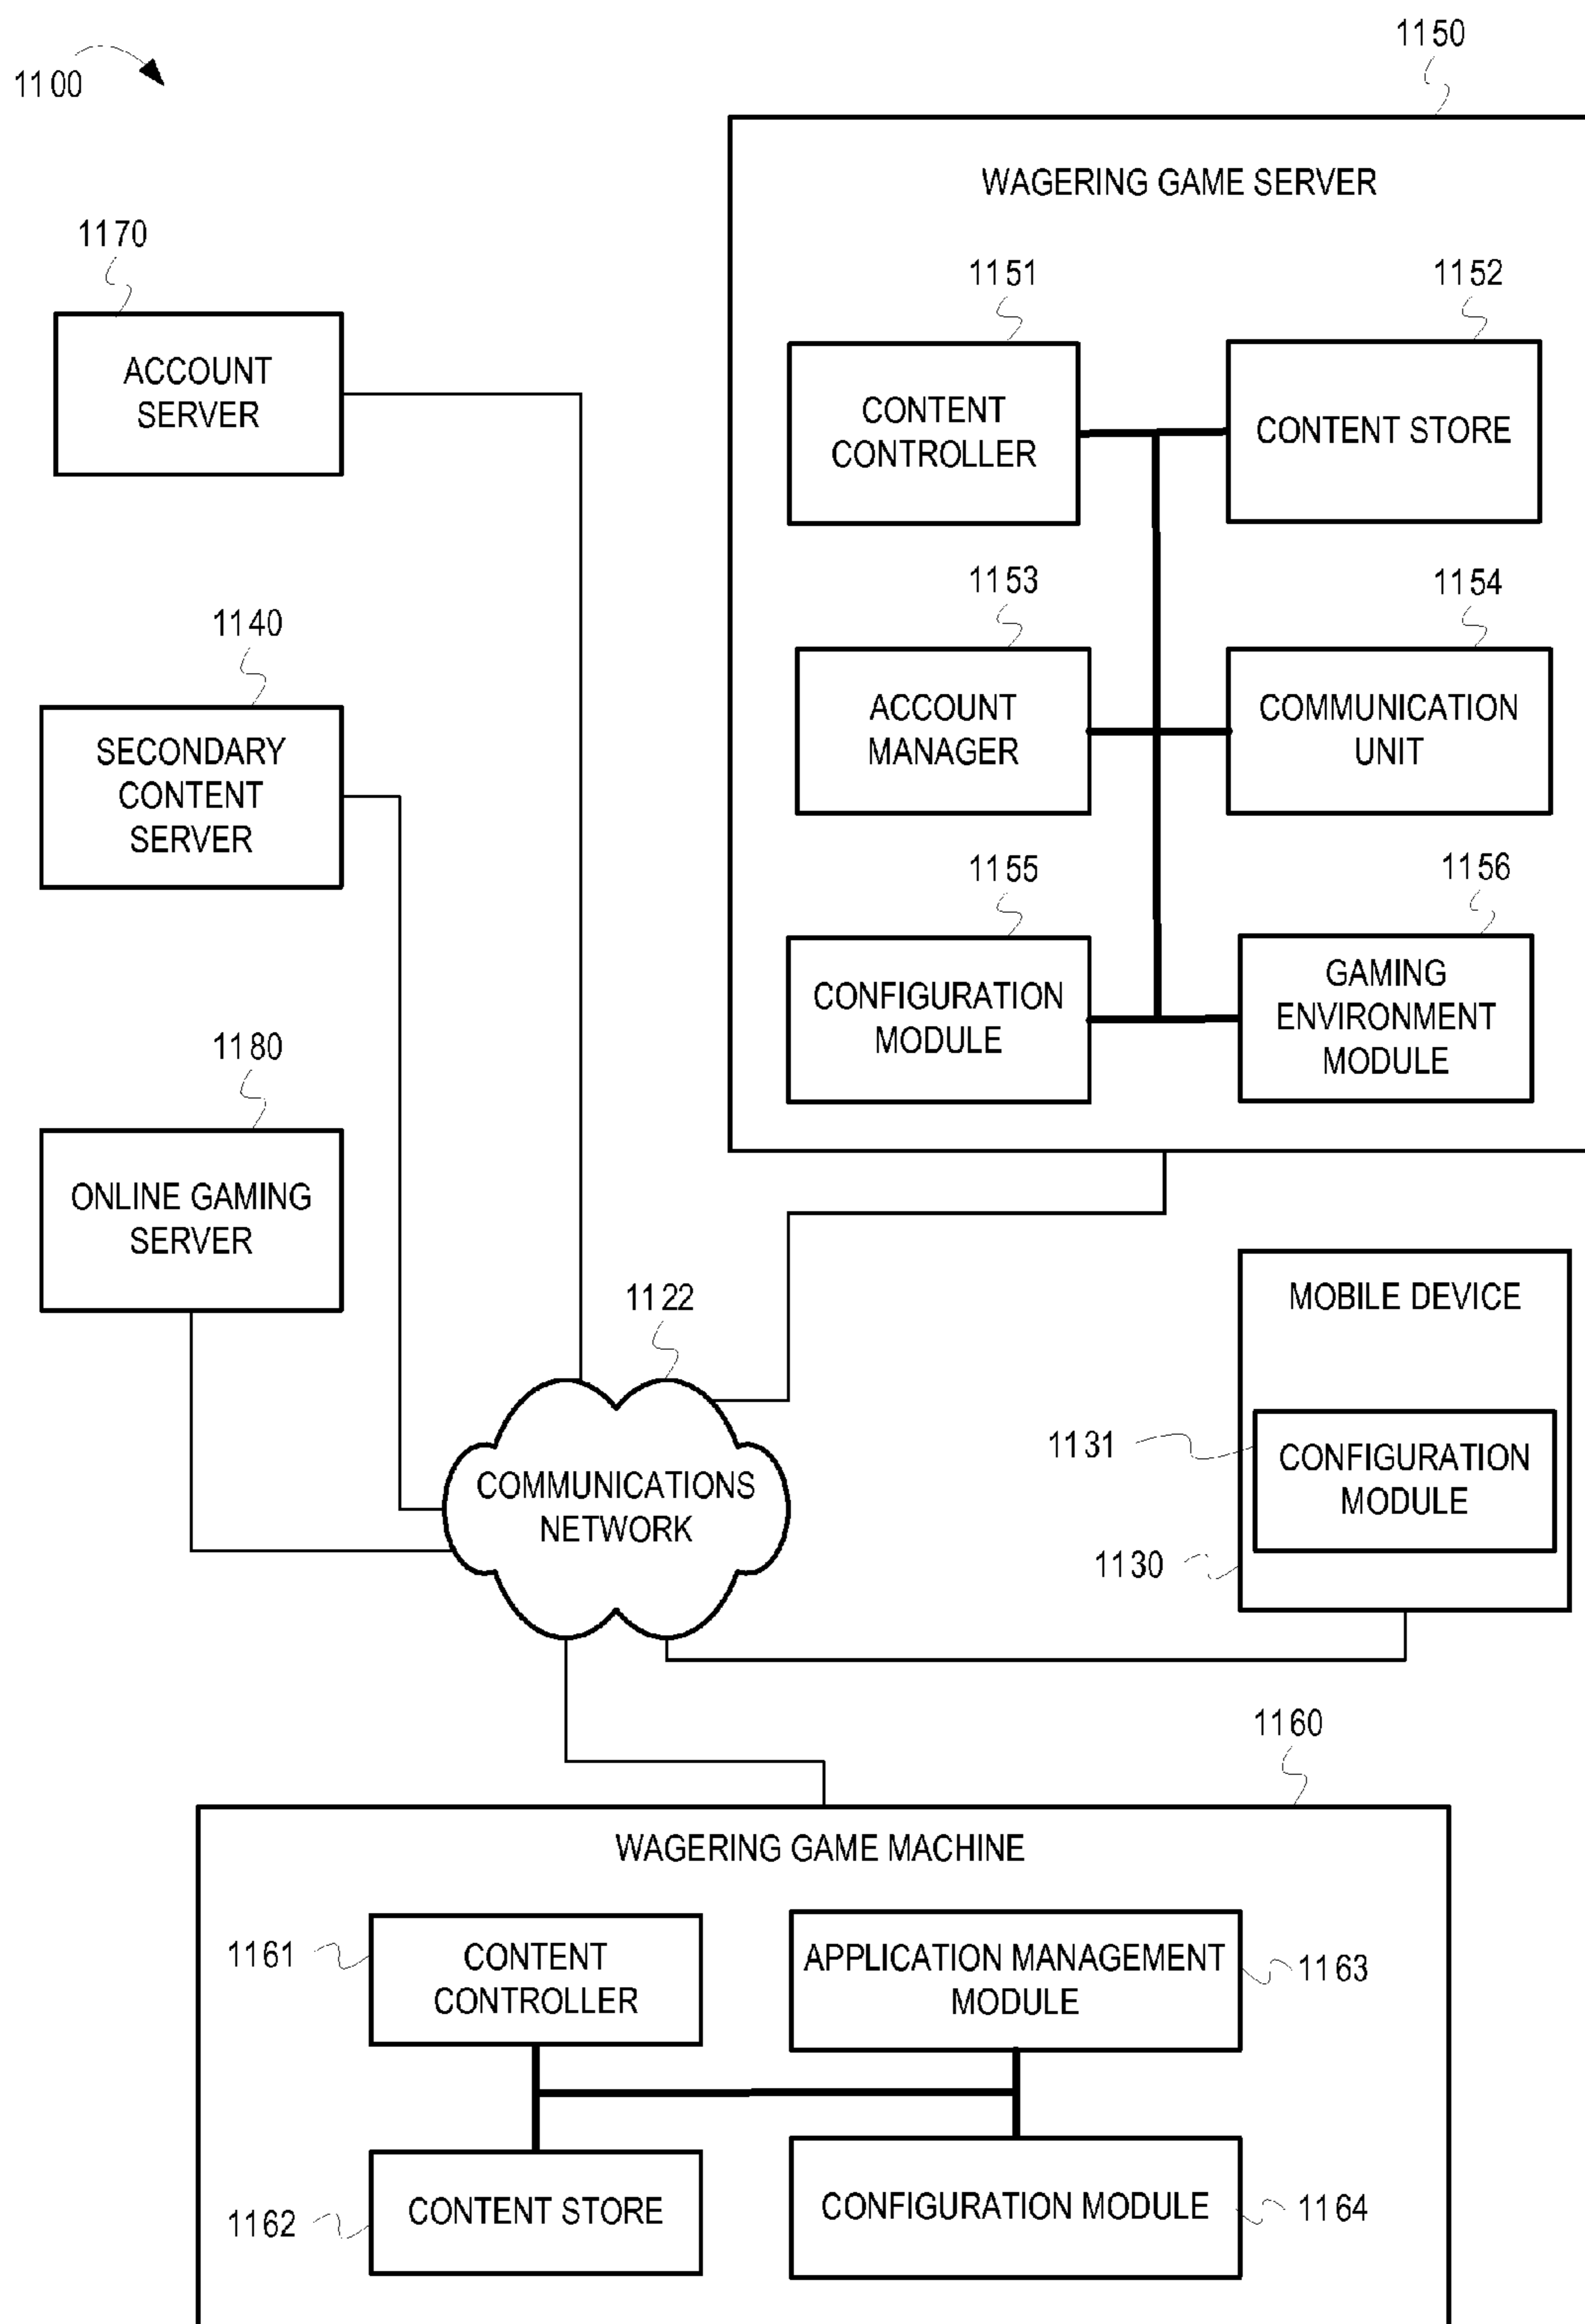 1100
1150
WAGERING GAME SERVER
1170
ACCOUNT
SERVER
1151
CONTENT
CONTROLLER
1152
CONTENT STORE
1153
ACCOUNT
MANAGER
1154
COMMUNICATION
UNIT
1140
SECONDARY
CONTENT
SERVER
1155
CONFIGURATION
MODULE
1156
GAMING
ENVIRONMENT
MODULE
1180
ONLINE GAMING
SERVER
1122
COMMUNICATIONS
NETWORK
MOBILE DEVICE
1131
CONFIGURATION
MODULE
1130
1160
WAGERING GAME MACHINE
1161
CONTENT
CONTROLLER
APPLICATION MANAGEMENT
MODULE
1163
1162
CONTENT STORE
CONFIGURATION MODULE
1164